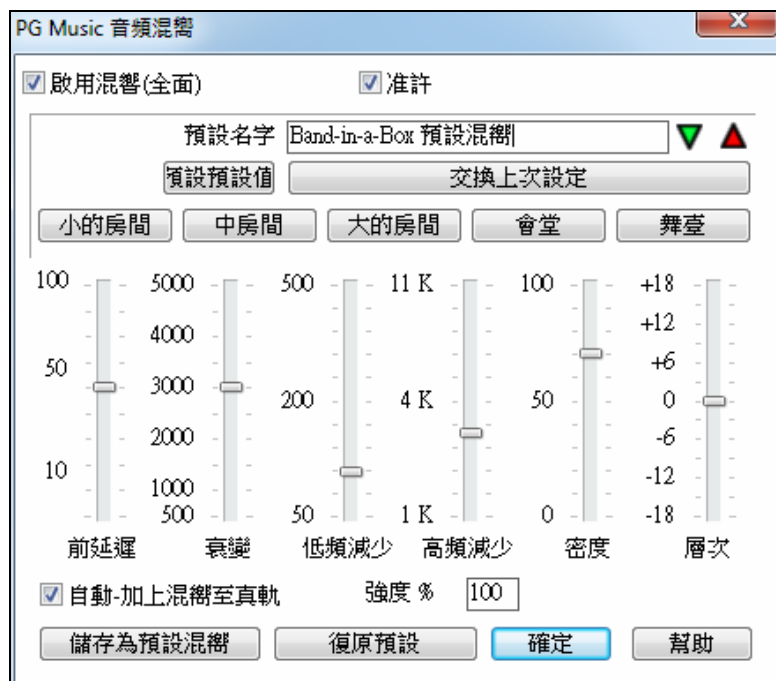 PG Music 音頻混嚮
啟用混響(全面) 准許
預設名字 Band-in-a-Box 預設混嚮
預設預設值 交換上次設定
小的房間 中房間 大的房間 會堂 舞臺
100 5000 500 11 K 100 +18
4000 +12
50 3000 200 4 K 50 +6
0
2000 -6
10 1000 -12
500 50 1 K 0 -18
前延遲 衰變 低頻減少 高頻減少 密度 層次
自動-加上混嚮至真軌 強度 % 100
儲存為預設混嚮 復原預設 確定 幫助